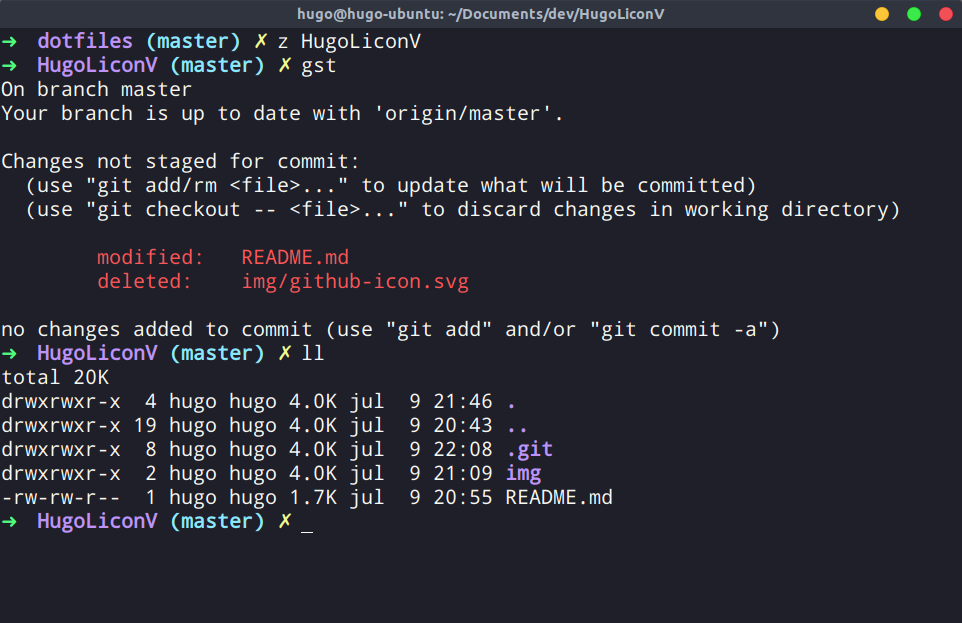 hugo@hugo-ubuntu: ~/Documents/dev/HugoLiconV
➜  dotfiles (master) ✗ z HugoLiconV
➜  HugoLiconV (master) ✗ gst
On branch master
Your branch is up to date with 'origin/master'.

Changes not staged for commit:
  (use "git add/rm <file>..." to update what will be committed)
  (use "git checkout -- <file>..." to discard changes in working directory)

        modified:   README.md
        deleted:    img/github-icon.svg

no changes added to commit (use "git add" and/or "git commit -a")
➜  HugoLiconV (master) ✗ ll
total 20K
drwxrwxr-x  4 hugo hugo 4.0K jul  9 21:46 .
drwxrwxr-x 19 hugo hugo 4.0K jul  9 20:43 ..
drwxrwxr-x  8 hugo hugo 4.0K jul  9 22:08 .git
drwxrwxr-x  2 hugo hugo 4.0K jul  9 21:09 img
-rw-rw-r--  1 hugo hugo 1.7K jul  9 20:55 README.md
➜  HugoLiconV (master) ✗ _